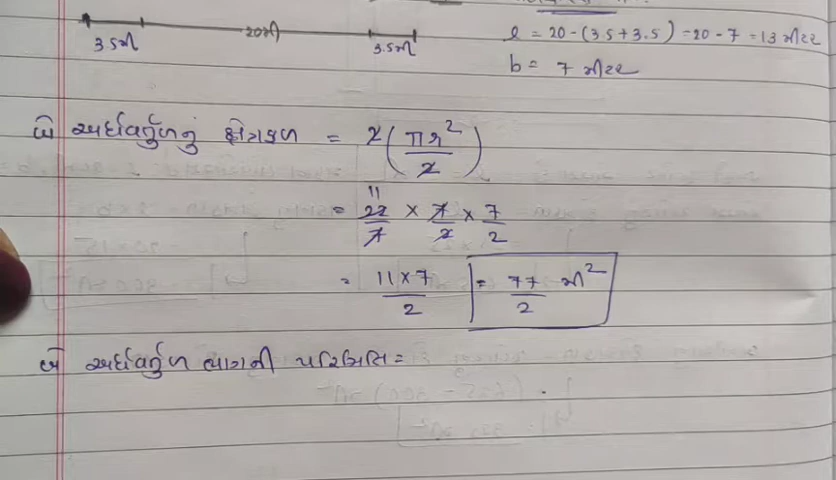 3.5મી 20મી 3.5મી
l = 20 - (3.5+3.5) = 20 - 7 = 13 મીટર
b = 7 મીટર
બે અર્ધવર્તુળનું ક્ષેત્રફળ = 2(πr²/2)
= 22/7 × 7/2 × 7/2
11
= 11×7/2 = 77/2 મી²
બે અર્ધવર્તુળ ભાગની પરિમિતિ =